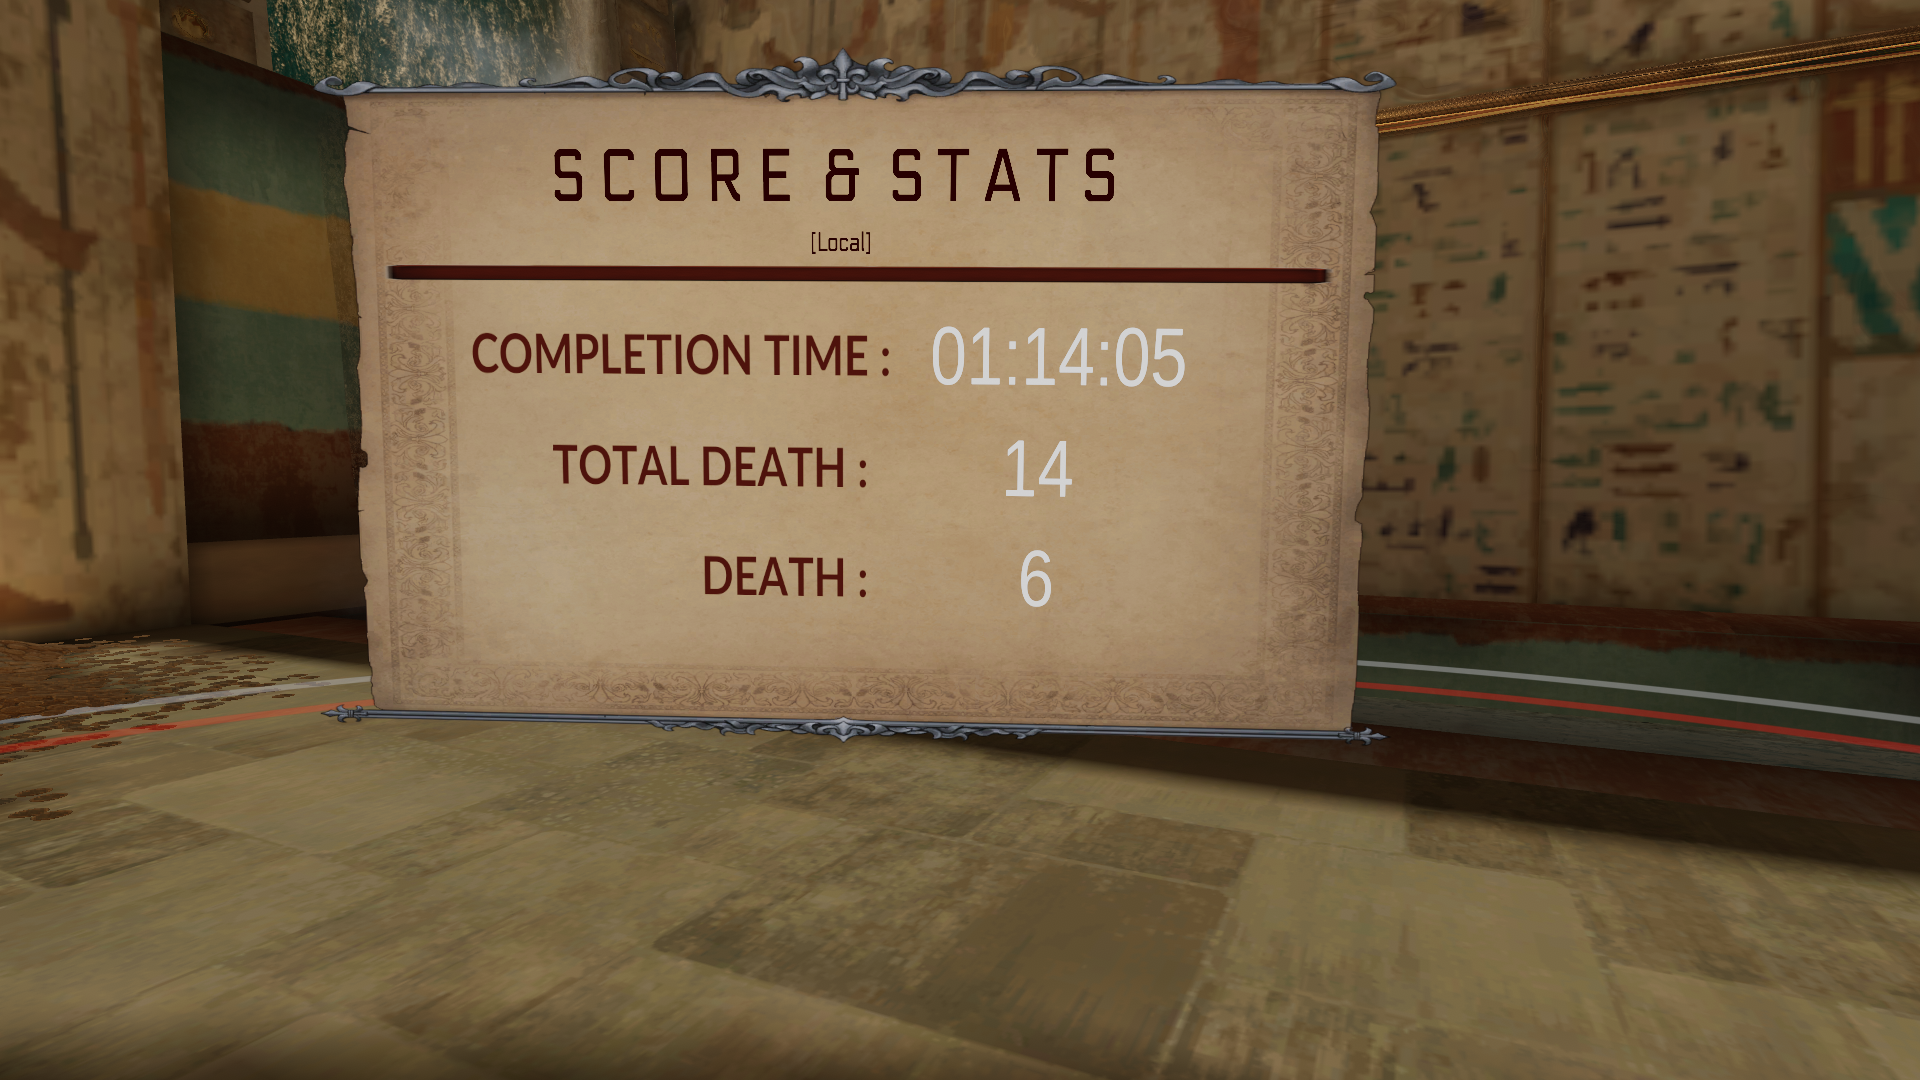 SCORE & STATS
[Local]
COMPLETION TIME : 01:14:05
TOTAL DEATH : 14
DEATH : 6